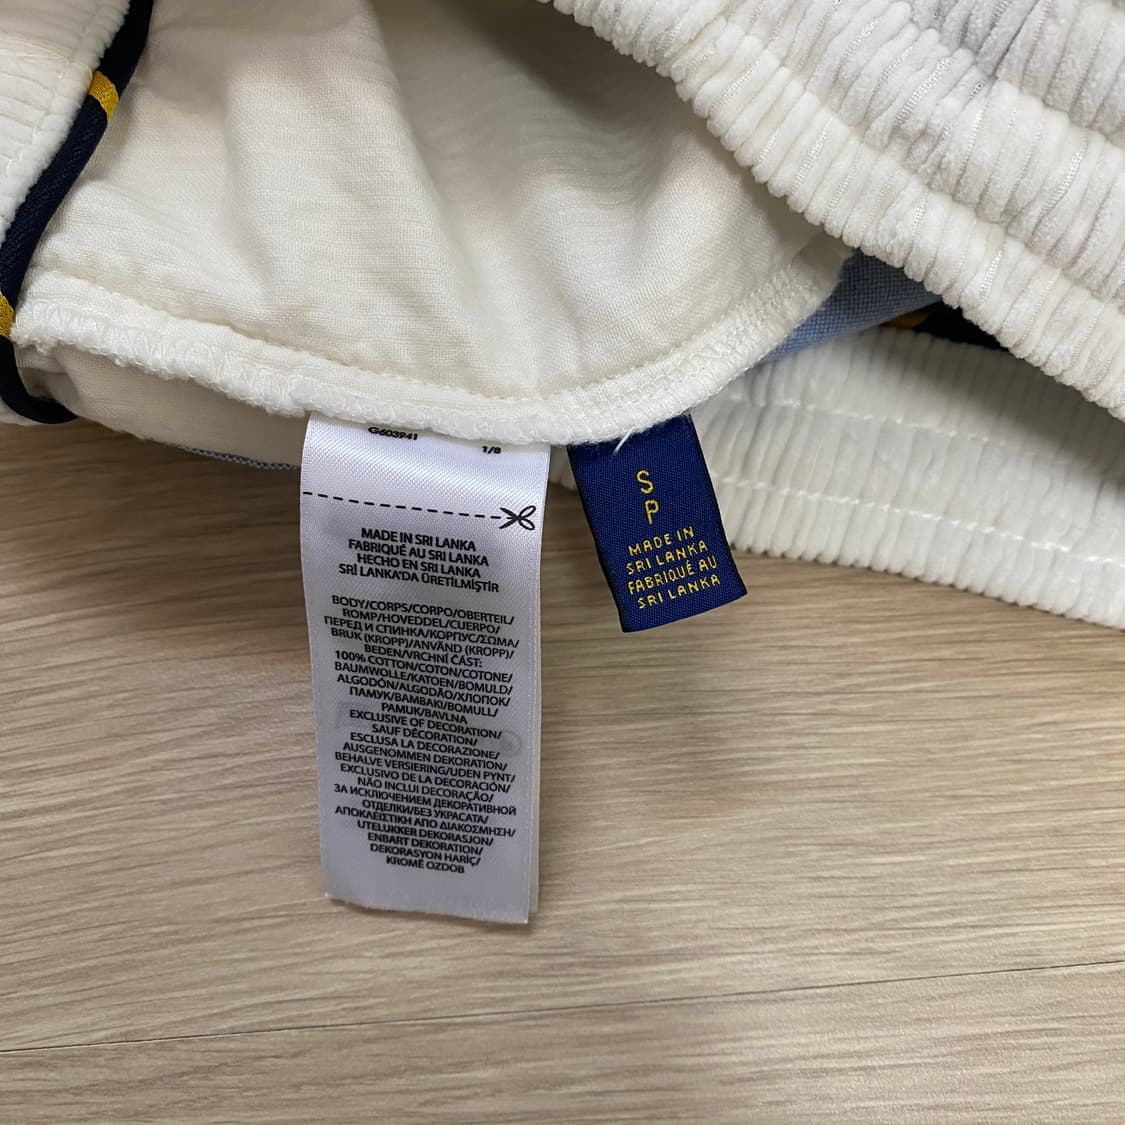 G603941
1/8
MADE IN SRI LANKA
FABRIQUÉ AU SRI LANKA
HECHO EN SRI LANKA
SRİ LANKA'DA ÜRETİLMİŞTİR
BODY/CORPS/CORPO/OBERTEIL/
ROMP/HOVEDDEL/CUERPO/
ПЕРЕД И СПИНКА/КОРПУС/ΣΩΜΑ/
BRUK (KROPP)/ANVÄND (KROPP)/
BEDEN/VRCHNÍ ČÁST:
100% COTTON/COTON/COTONE/
BAUMWOLLE/KATOEN/BOMULD/
ALGODÓN/ALGODÃO/ХЛОПОК/
ПАМУК/ΒΑΜΒΑΚΙ/BOMULL/
PAMUK/BAVLNA
EXCLUSIVE OF DECORATION/
SAUF DÉCORATION/
ESCLUSA LA DECORAZIONE/
AUSGENOMMEN DEKORATION/
BEHALVE VERSIERING/UDEN PYNT/
EXCLUSIVO DE LA DECORACIÓN/
NÃO INCLUI DECORAÇÃO/
ЗА ИСКЛЮЧЕНИЕМ ДЕКОРАТИВНОЙ
ОТДЕЛКИ/БЕЗ УКРАСАТА/
ΑΠΟΚΛΕΙΣΤΙΚΗ ΑΠΟ ΔΙΑΚΟΣΜΗΣΗ/
UTELUKKER DEKORASJON/
ENBART DEKORATION/
DEKORASYON HARİÇ/
KROMĚ OZDOB
S
P
MADE IN
SRI LANKA
FABRIQUÉ AU
SRI LANKA